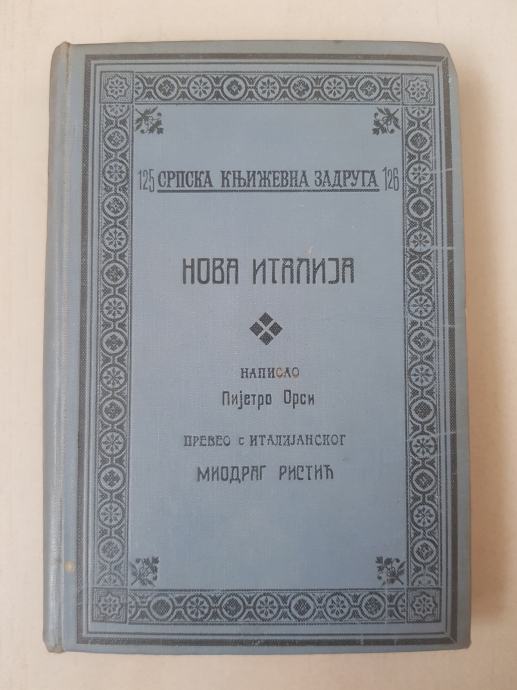 125 СРПСКА КЊИЖЕВНА ЗАДРУГА 126
НОВА ИТАЛИЈА
НАПИСАО
Пијетро Орси
ПРЕВЕО С ИТАЛИЈАНСКОГ
МИОДРАГ РИСТИЋ